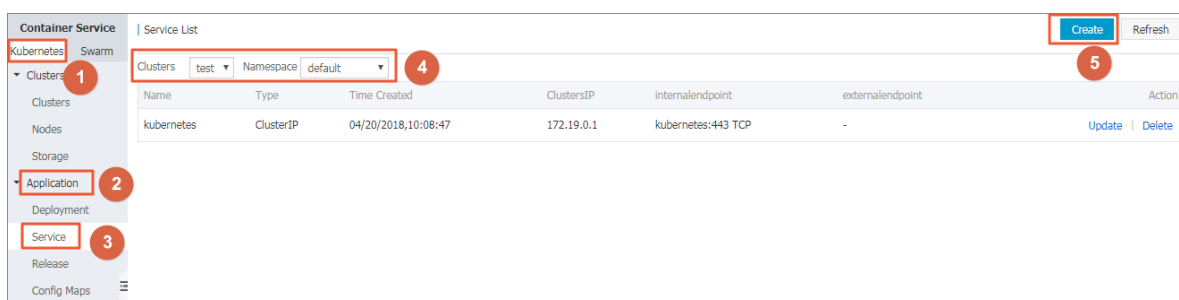 Container Service
Kubernetes Swarm
1
Clusters
Clusters
Nodes
Storage
Application
2
Deployment
Service
3
Release
Config Maps
Service List
Create Refresh
5
Clusters test Namespace default
4
Name Type Time Created ClustersIP internalendpoint externalendpoint Action
kubernetes ClusterIP 04/20/2018,10:08:47 172.19.0.1 kubernetes:443 TCP - Update | Delete